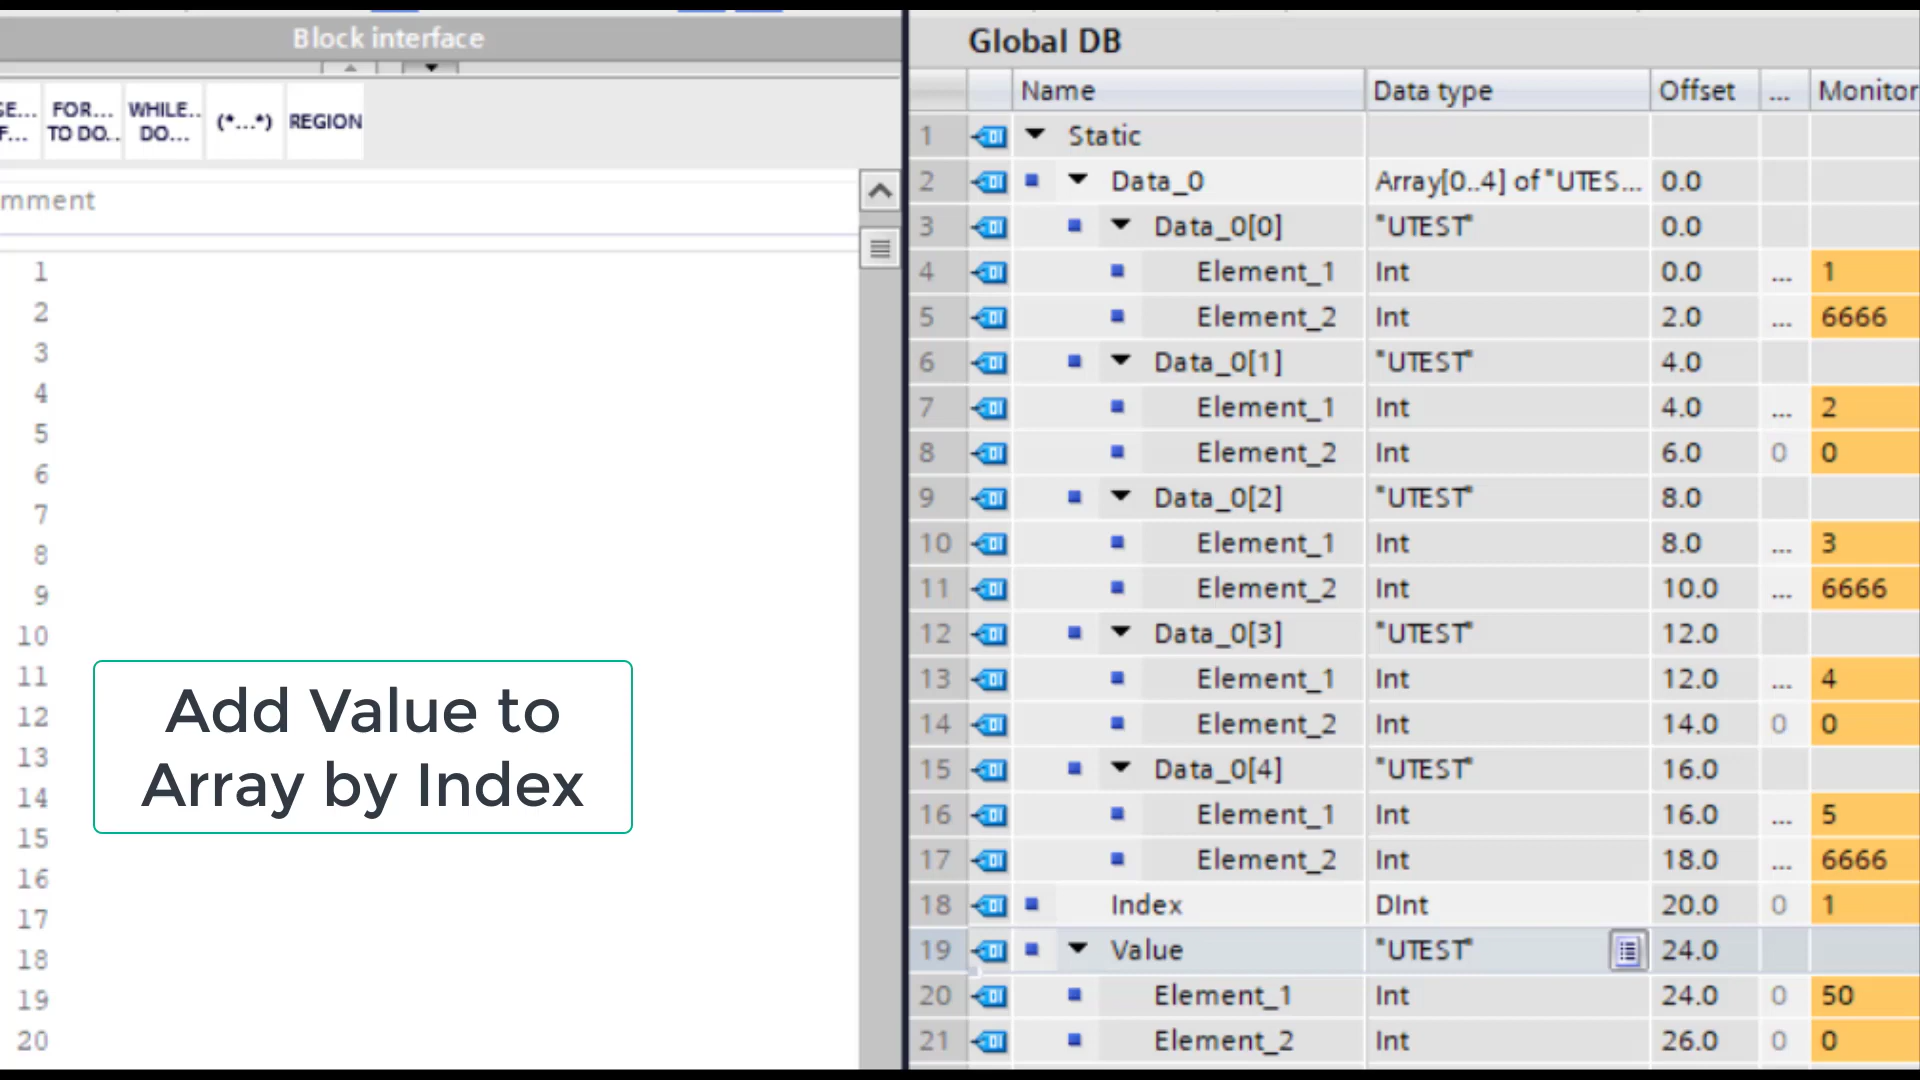 Block interface
SE... FOR... WHILE.. (*...*) REGION
F... TO DO... DO...
mment
1
2
3
4
5
6
7
8
9
10
11
12
13
14
15
16
17
18
19
20
Add Value to
Array by Index
Global DB
Name Data type Offset ... Monitor
1 Static
2 Data_0 Array[0..4] of "UTES... 0.0
3 Data_0[0] "UTEST" 0.0
4 Element_1 Int 0.0 ... 1
5 Element_2 Int 2.0 ... 6666
6 Data_0[1] "UTEST" 4.0
7 Element_1 Int 4.0 ... 2
8 Element_2 Int 6.0 0 0
9 Data_0[2] "UTEST" 8.0
10 Element_1 Int 8.0 ... 3
11 Element_2 Int 10.0 ... 6666
12 Data_0[3] "UTEST" 12.0
13 Element_1 Int 12.0 ... 4
14 Element_2 Int 14.0 0 0
15 Data_0[4] "UTEST" 16.0
16 Element_1 Int 16.0 ... 5
17 Element_2 Int 18.0 ... 6666
18 Index DInt 20.0 0 1
19 Value "UTEST" 24.0
20 Element_1 Int 24.0 0 50
21 Element_2 Int 26.0 0 0